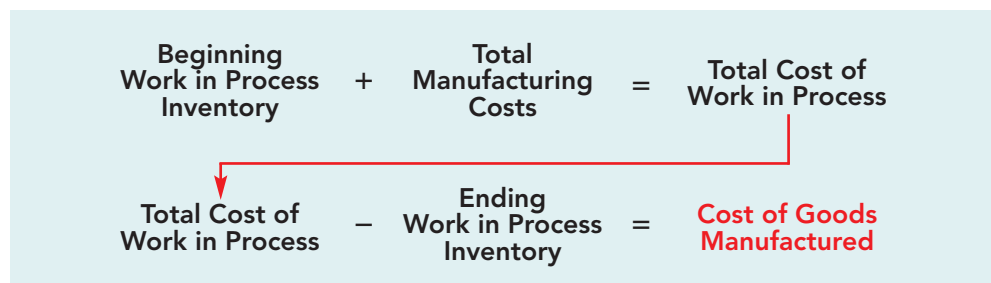 Beginning
Work in Process
Inventory
+
Total
Manufacturing
Costs
=
Total Cost of
Work in Process
Total Cost of
Work in Process
−
Ending
Work in Process
Inventory
=
Cost of Goods
Manufactured